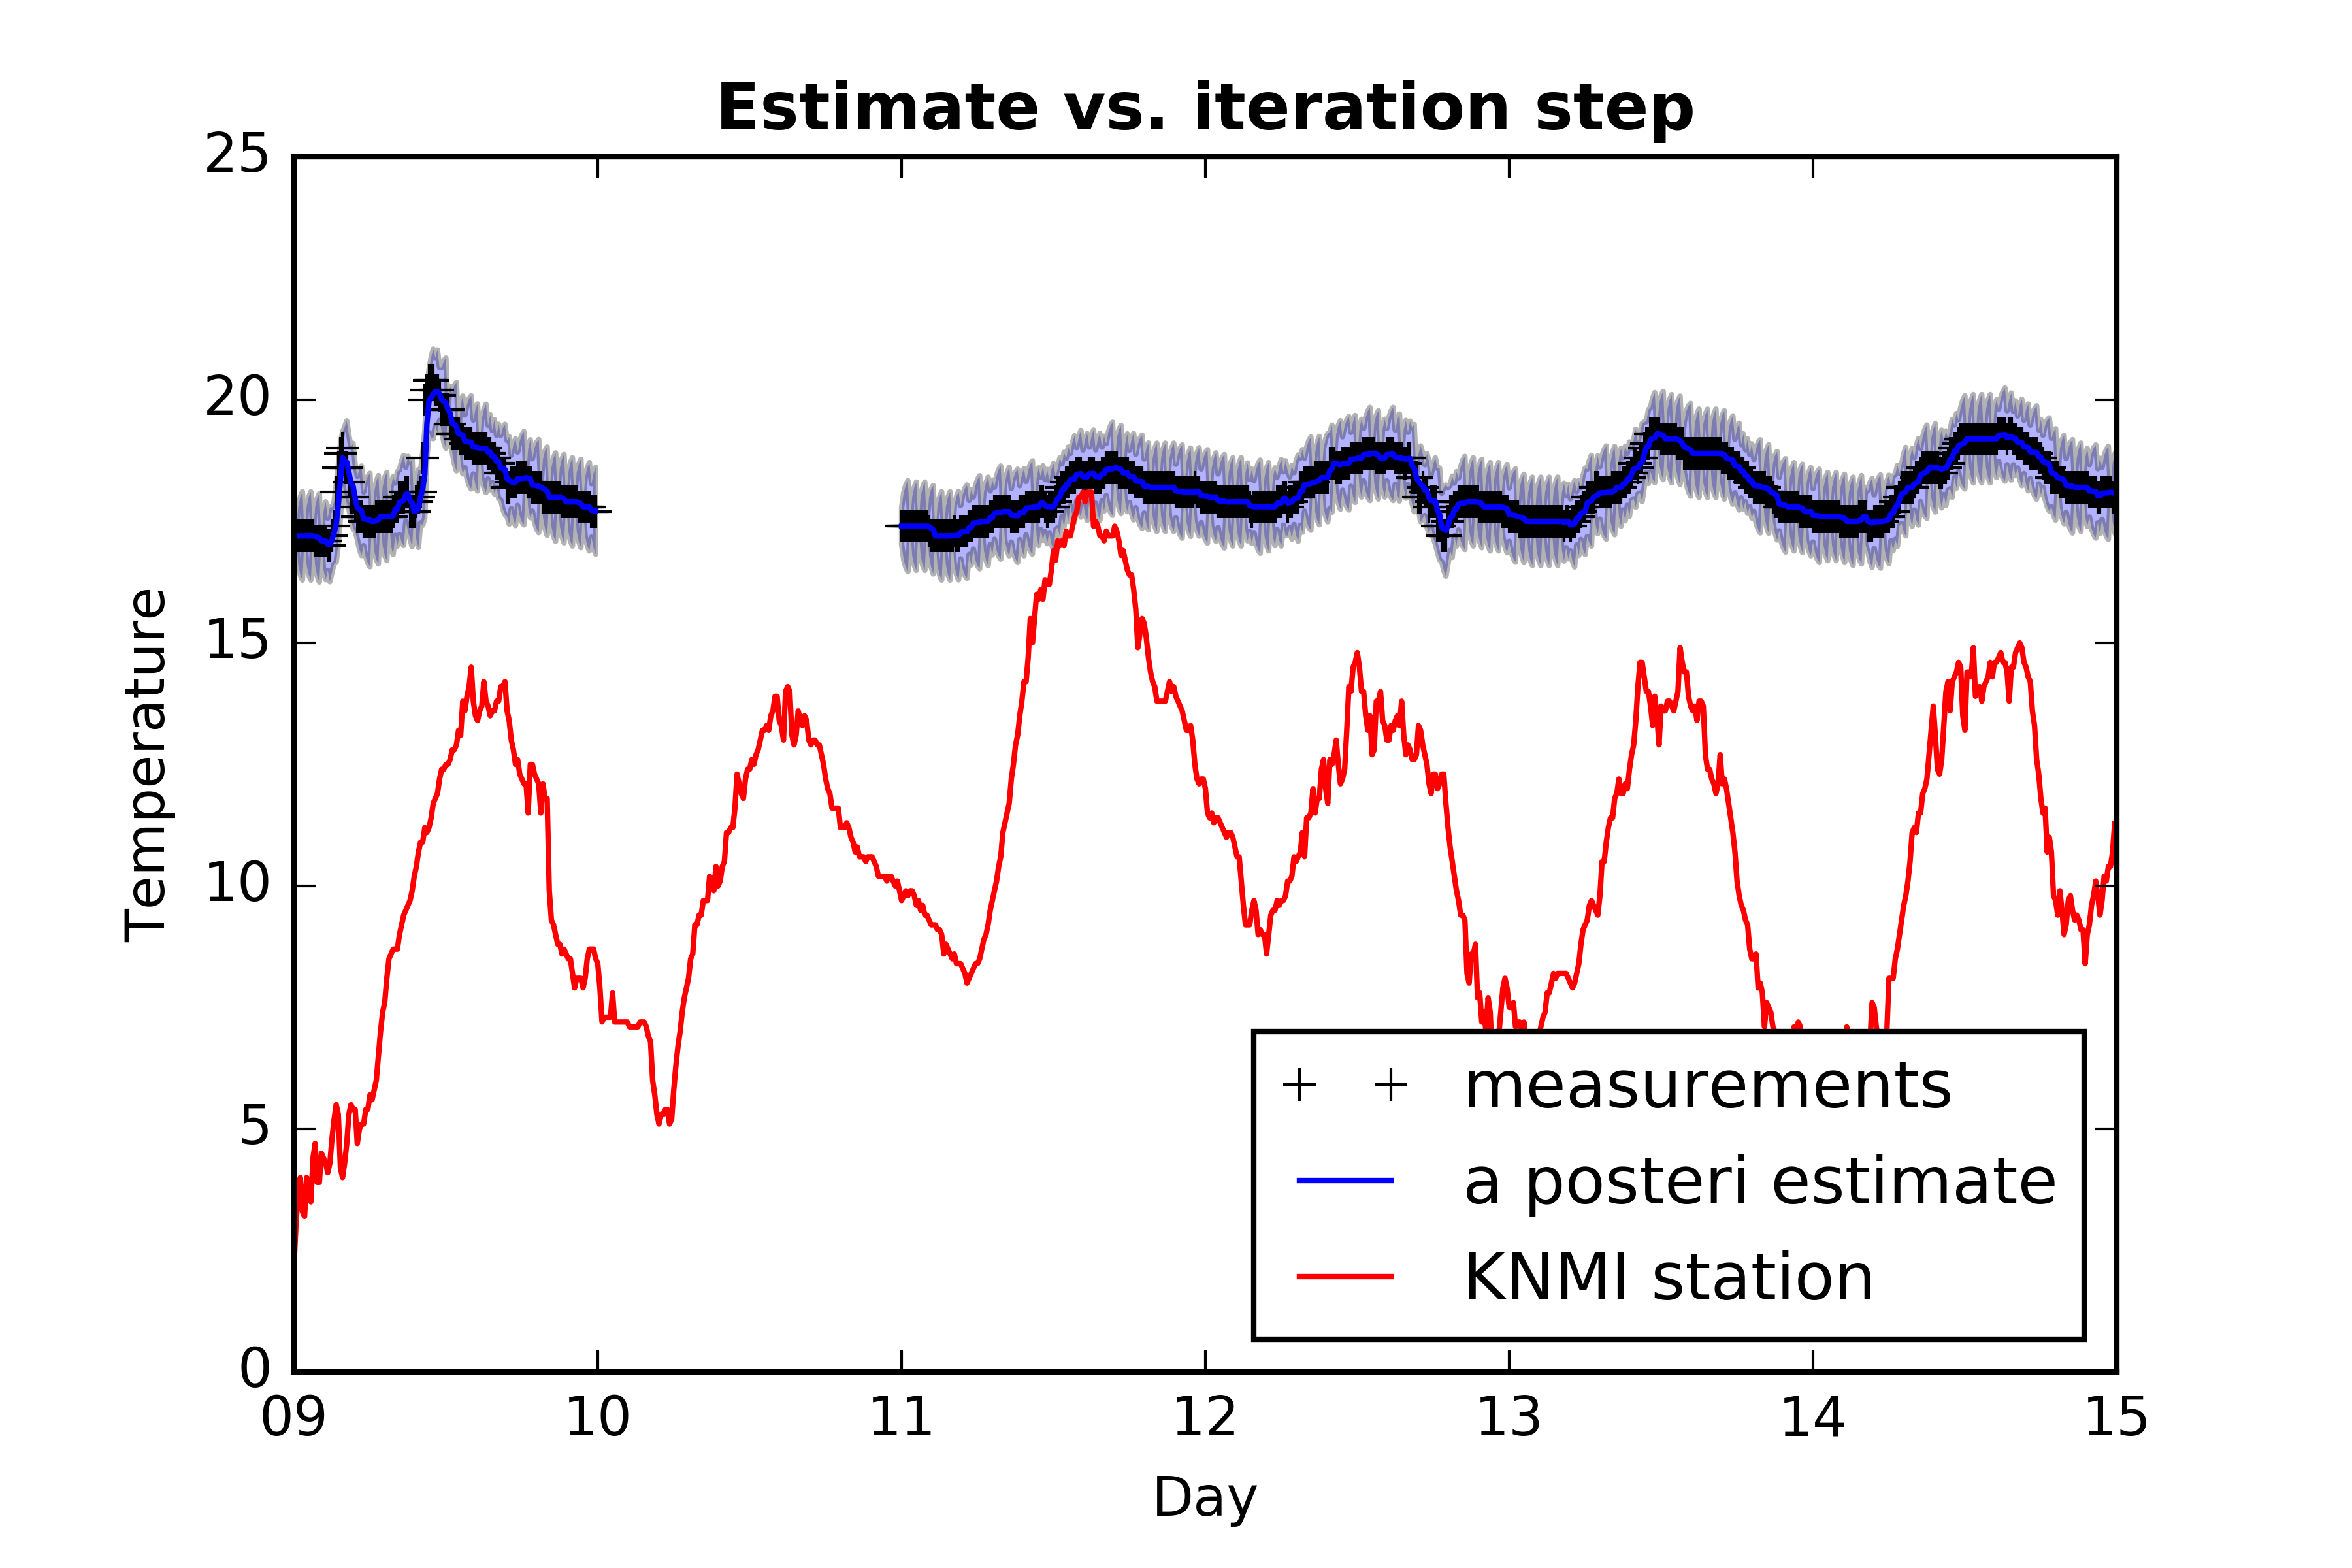 Estimate vs. iteration step
25
20
15
10
5
0
Temperature
09 10 11 12 13 14 15
Day
measurements
a posteri estimate
KNMI station